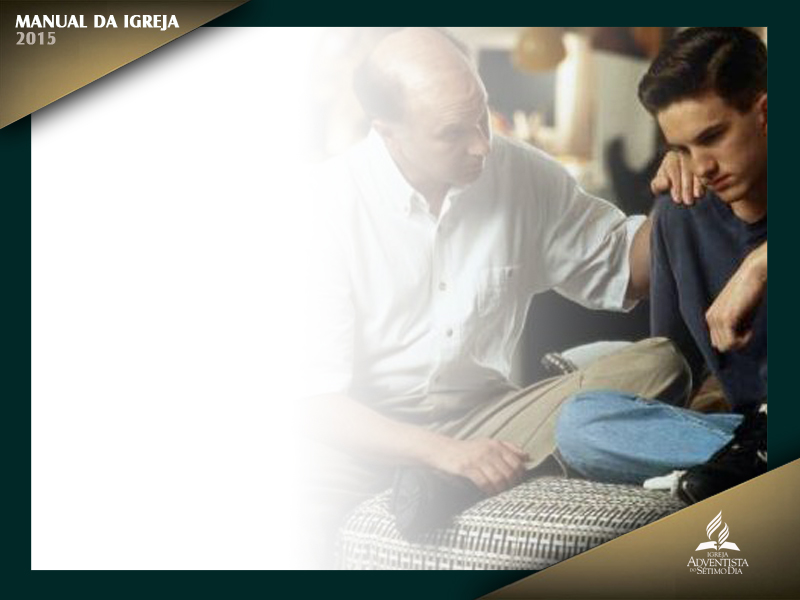 MANUAL DA IGREJA
2015
IGREJA
ADVENTISTA
DO SÉTIMO DIA